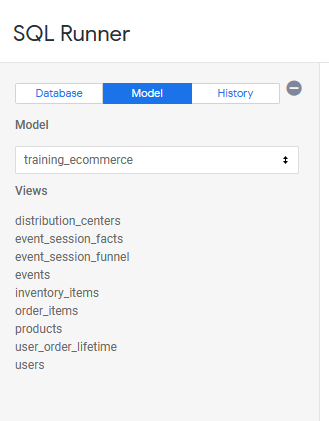 SQL Runner
Database Model History
Model
training_ecommerce
Views
distribution_centers
event_session_facts
event_session_funnel
events
inventory_items
order_items
products
user_order_lifetime
users